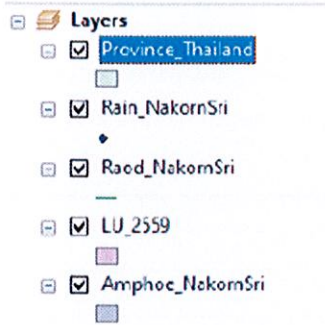 Layers
Province_Thailand
Rain_NakornSri
Raod_NakornSri
LU_2559
Amphoe_NakornSri